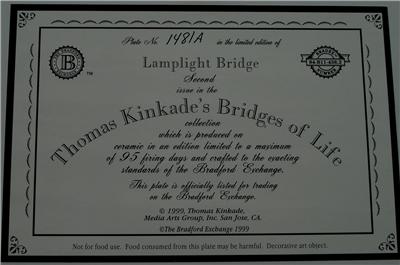 Plate No. 1481A in the limited edition of
Lamplight Bridge
Second
issue in the
Thomas Kinkade's Bridges of Life
collection
which is produced on
ceramic in an edition limited to a maximum
of 95 firing days and crafted to the exacting
standards of the Bradford Exchange.
This plate is officially listed for trading
on the Bradford Exchange.
© 1999, Thomas Kinkade,
Media Arts Group, Inc. San Jose, CA.
©The Bradford Exchange 1999
Not for food use. Food consumed from this plate may be harmful. Decorative art object.
B
TM
BRADEX
NUMBER